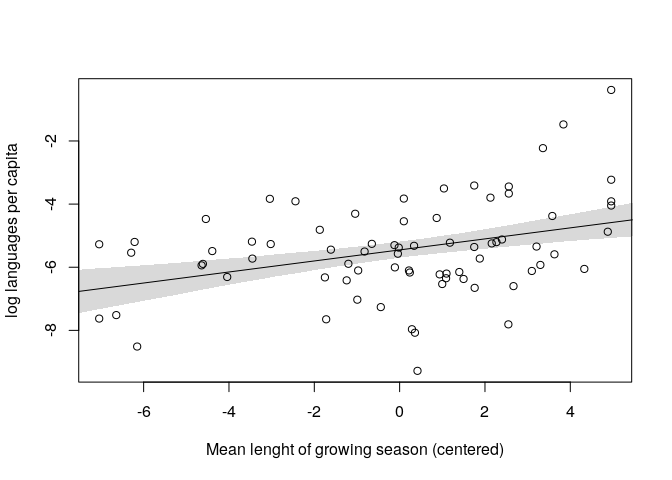 -2
-4
-6
-8
log languages per capita
-6 -4 -2 0 2 4
Mean lenght of growing season (centered)